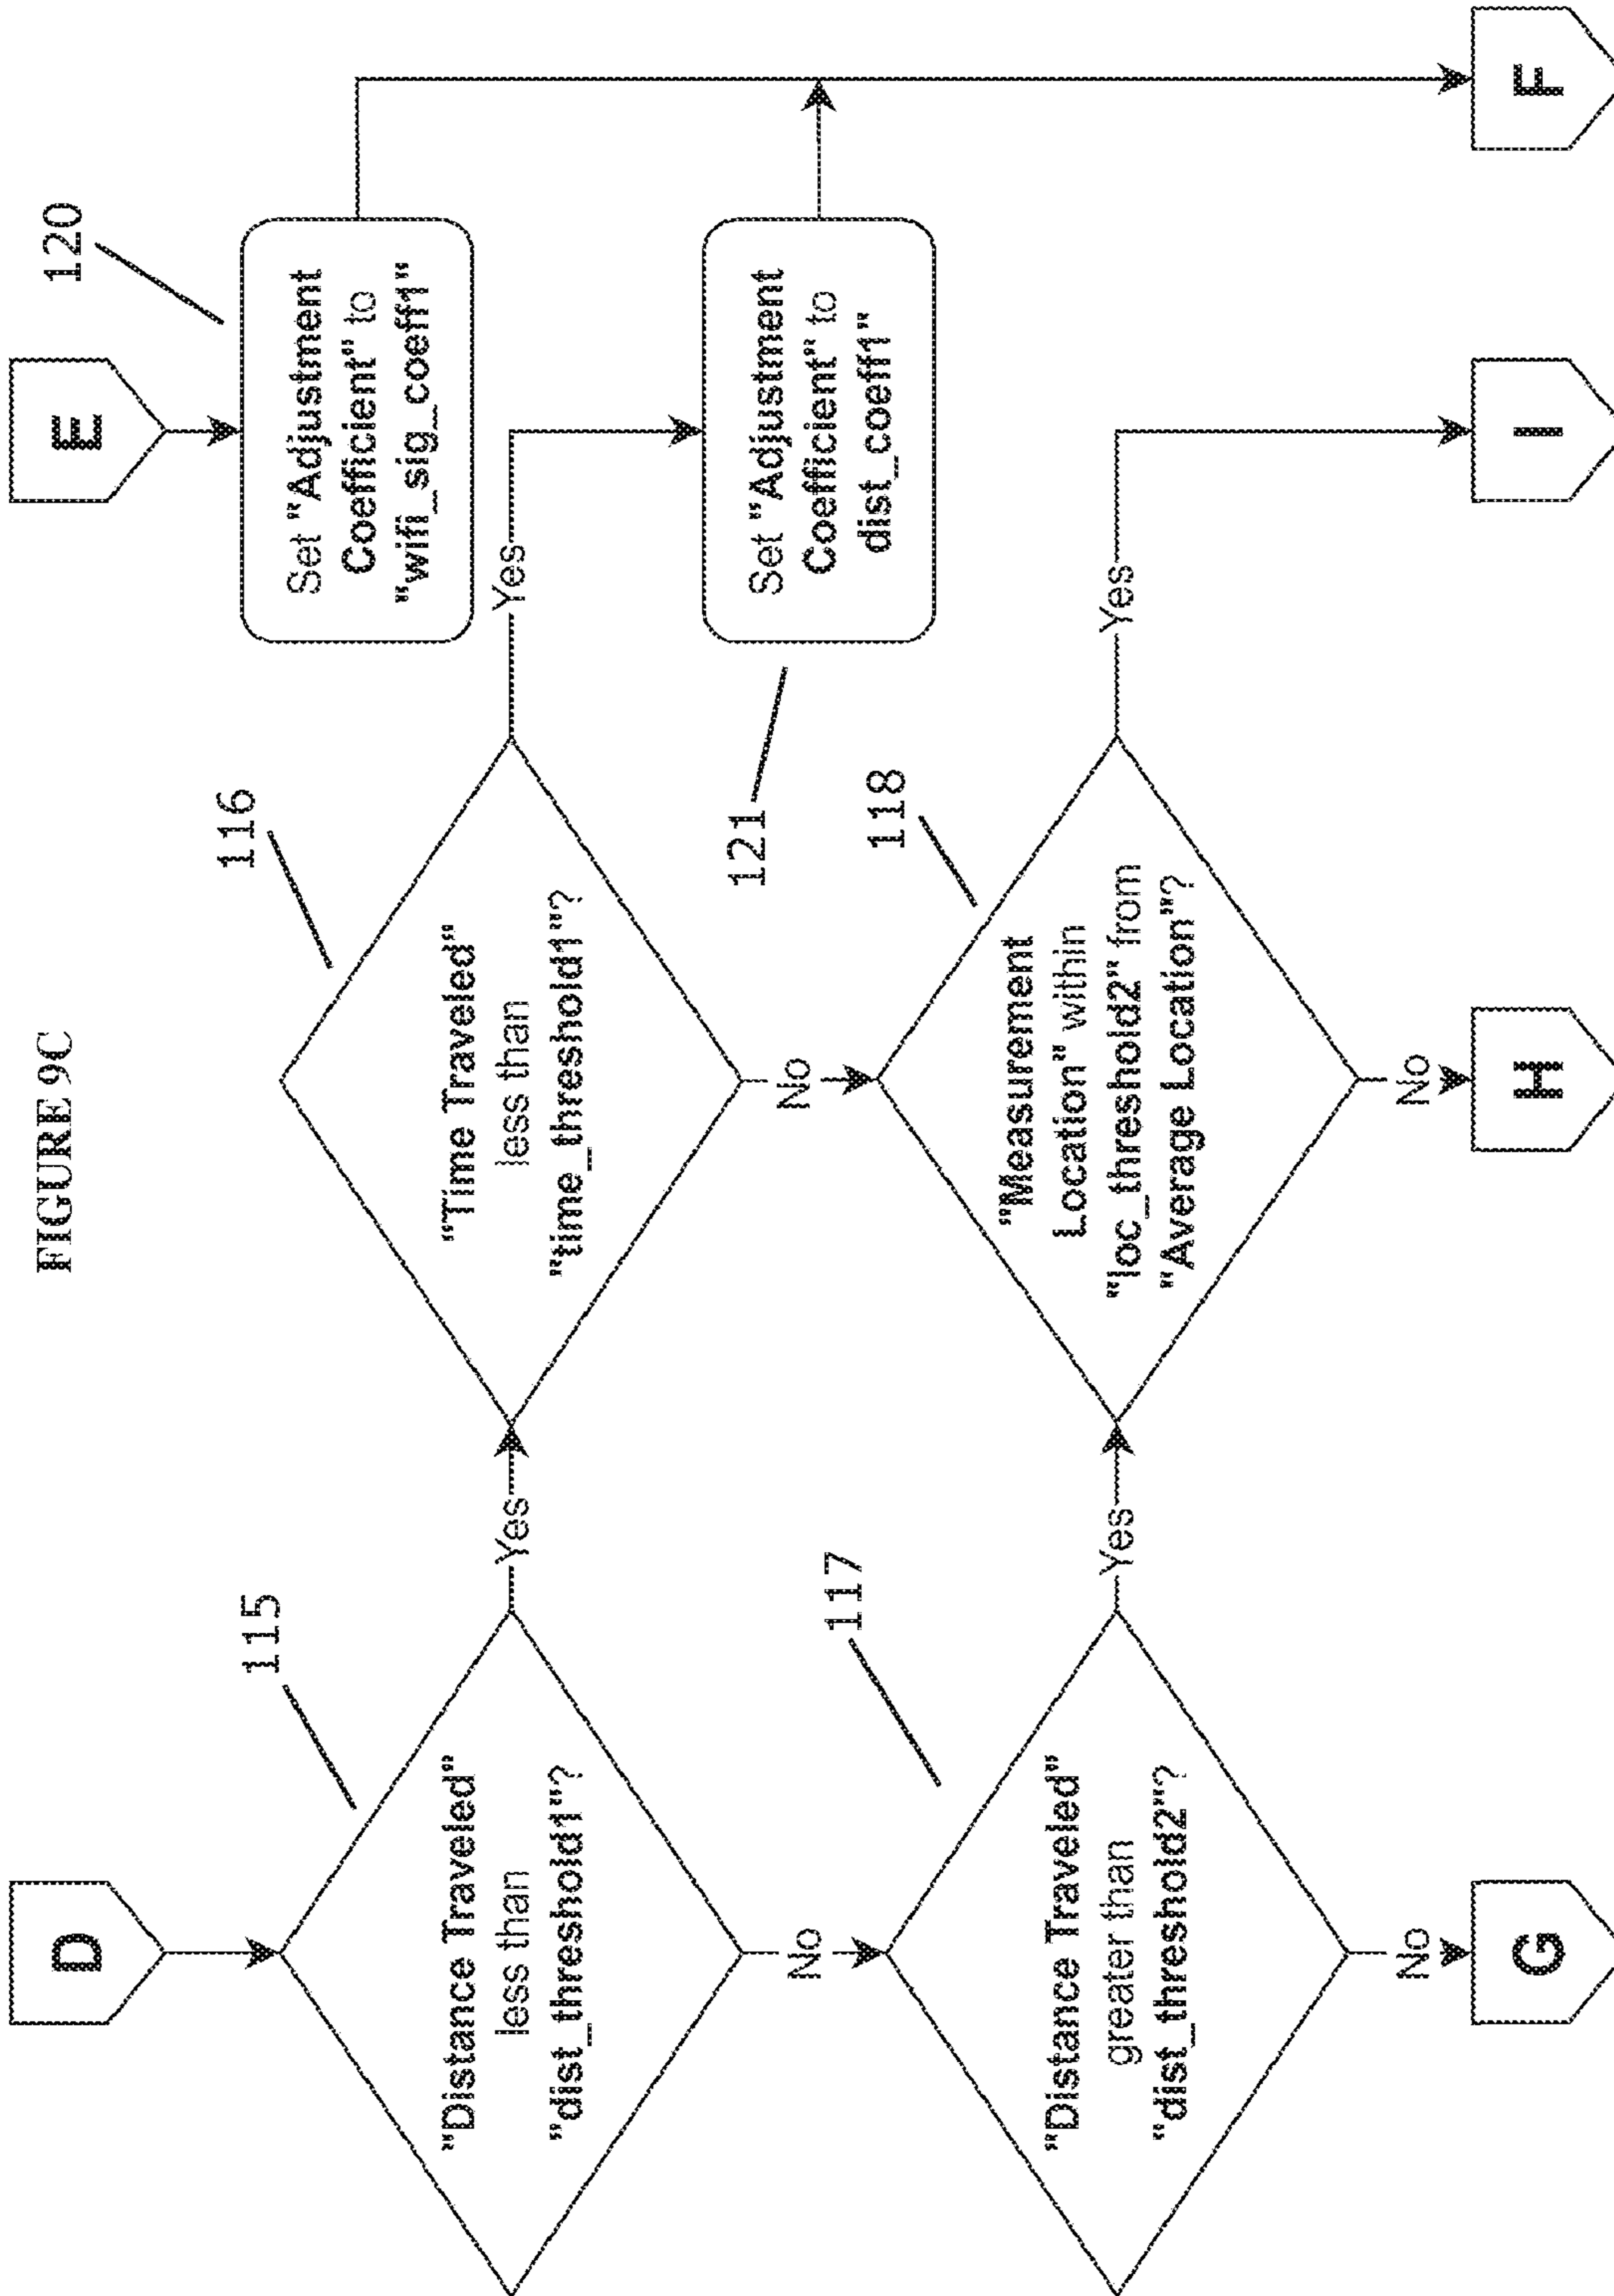 FIGURE 9C
D
E
115
"Distance Traveled"
less than
"dist_threshold1"?
Yes
No
116
"Time Traveled"
less than
"time_threshold1"?
Yes
No
120
Set "Adjustment
Coefficient" to
"wifi_sig_coeff1"
121
Set "Adjustment
Coefficient" to
dist_coeff1"
117
"Distance Traveled"
greater than
"dist_threshold2"?
Yes
No
118
"Measurement
Location" within
"loc_threshold2" from
"Average Location"?
Yes
No
G
H
I
F